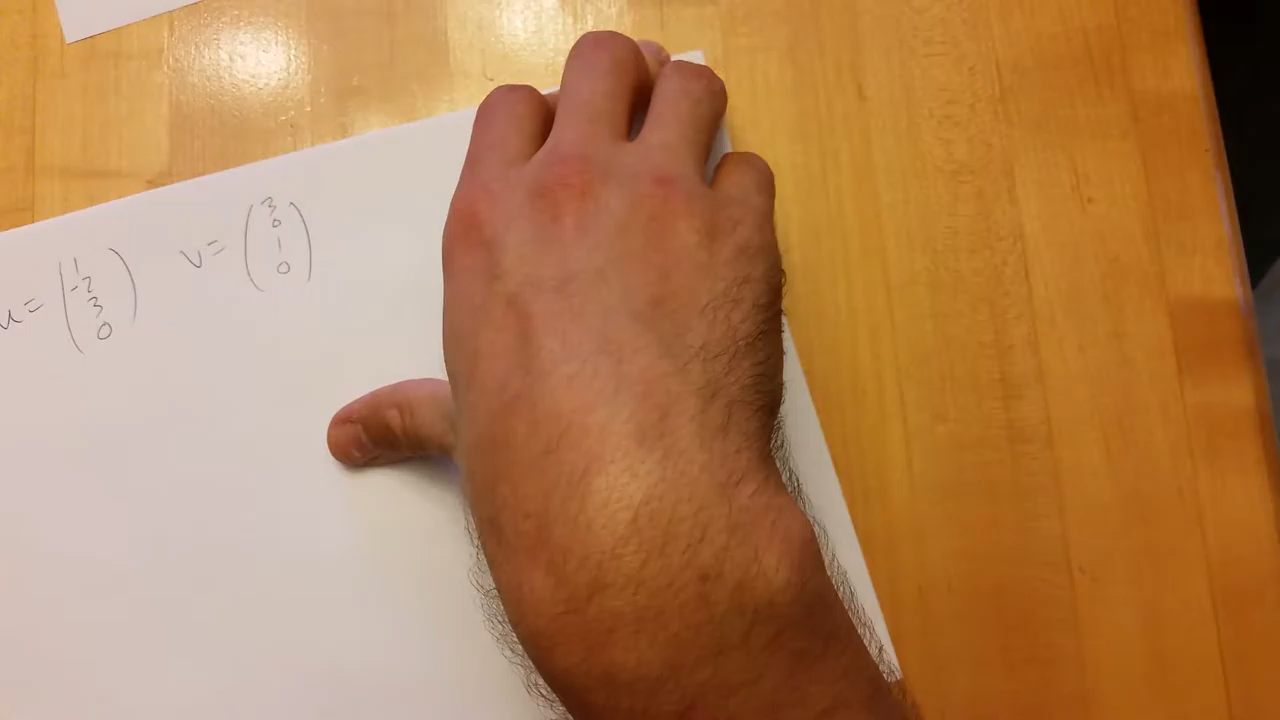 u = (1 -2 3 0) v = (3 0 1 0)